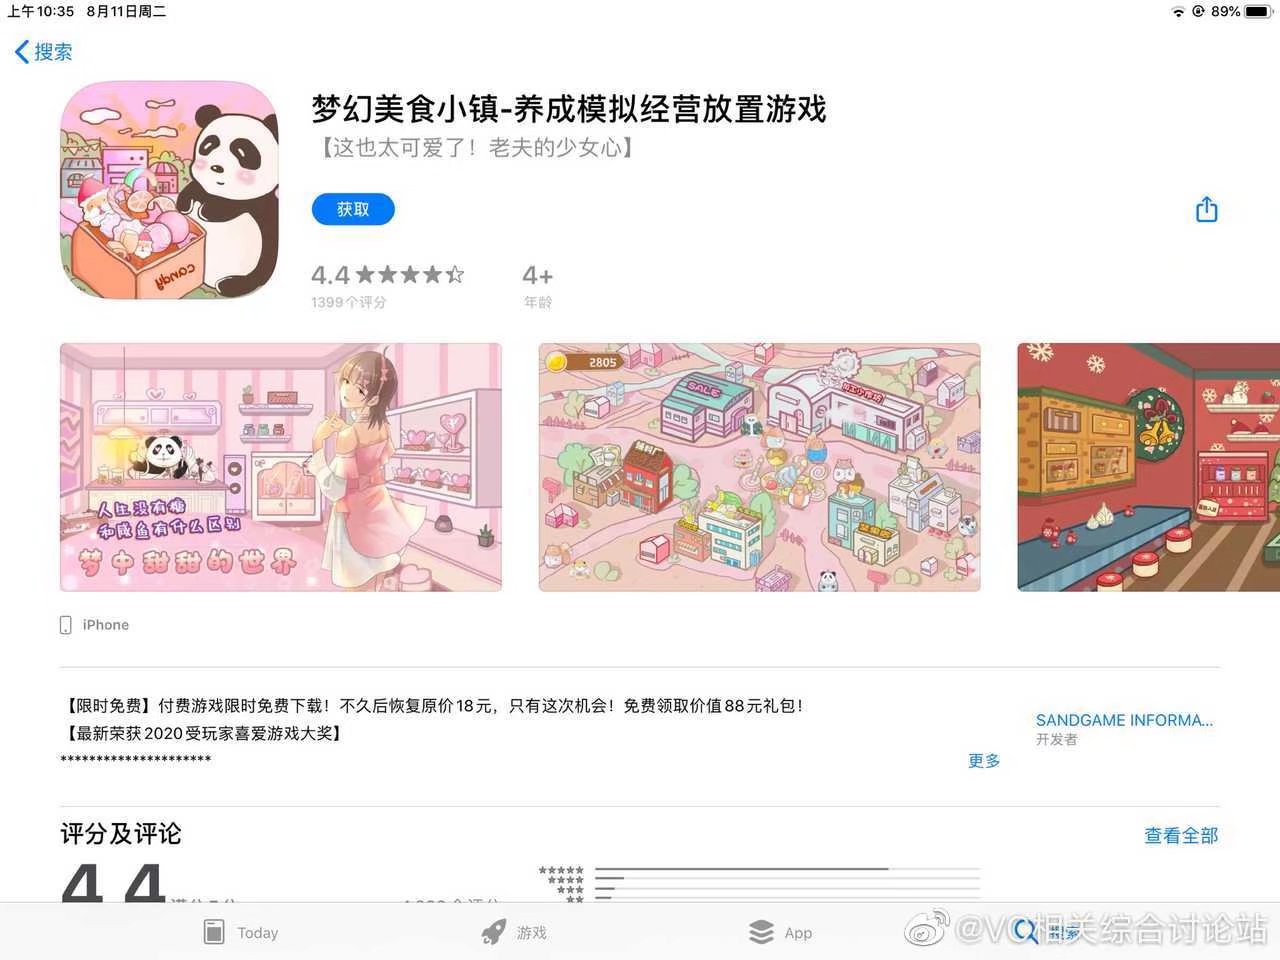 上午10:35 8月11日周二
89%
搜索
梦幻美食小镇-养成模拟经营放置游戏
【这也太可爱了！老夫的少女心】
获取
4.4
4+
1399个评分
年龄
candy
2805
SALE
人生没有糖
和咸鱼有什么区别
梦中甜甜的世界
iPhone
【限时免费】付费游戏限时免费下载！不久后恢复原价18元，只有这次机会！免费领取价值88元礼包！
【最新荣获2020受玩家喜爱游戏大奖】
*********************
更多
SANDGAME INFORMA...
开发者
评分及评论
查看全部
4.4
Today
游戏
App
搜索
@VC相关综合讨论站